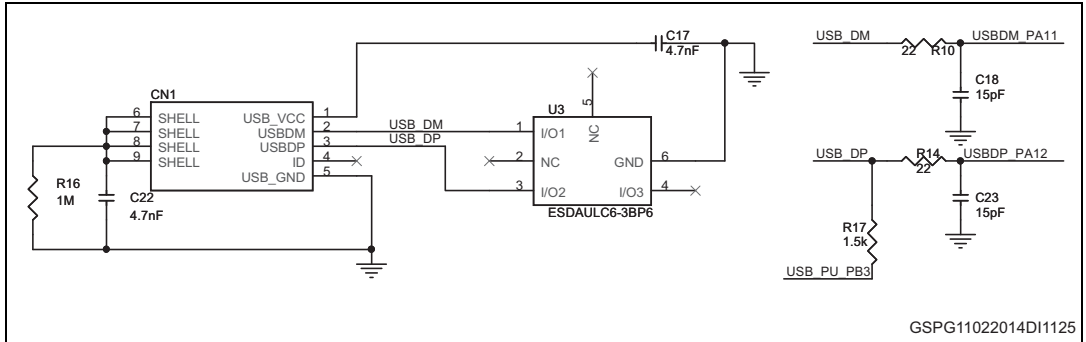 C17
4.7nF
CN1
6 SHELL USB_VCC 1
7 SHELL USBDM 2 USB_DM
8 SHELL USBDP 3 USB_DP
9 SHELL ID 4
USB_GND 5
R16
1M
C22
4.7nF
U3
5
NC
1 I/O1
2 NC GND 6
3 I/O2 I/O3 4
ESDAULC6-3BP6
USB_DM USBDM_PA11
22 R10
C18
15pF
USB_DP R14 USBDP_PA12
22
C23
15pF
R17
1.5k
USB_PU_PB3
GSPG11022014DI1125